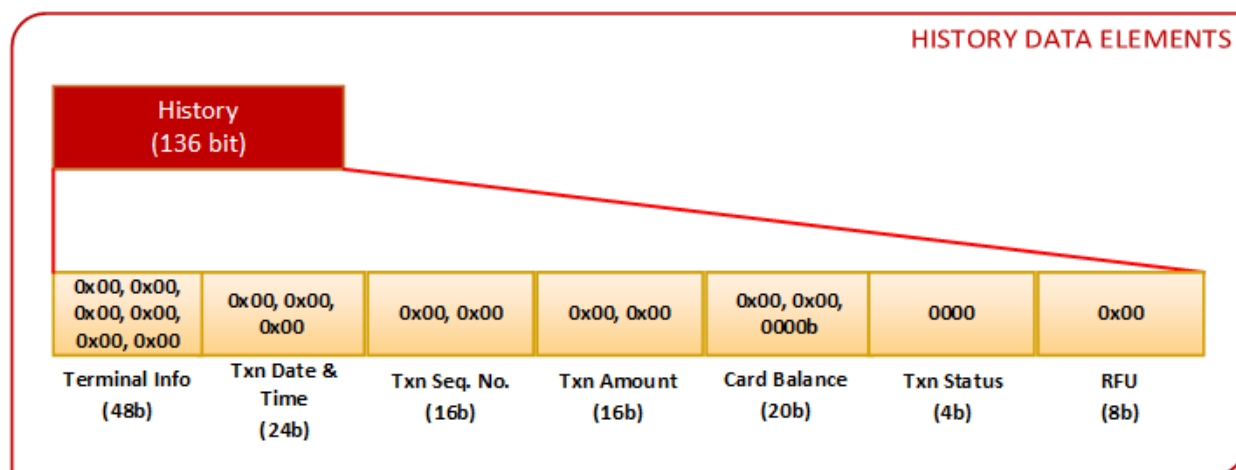 HISTORY DATA ELEMENTS
History
(136 bit)
0x00, 0x00,
0x00, 0x00,
0x00, 0x00
0x00, 0x00,
0x00
0x00, 0x00
0x00, 0x00
0x00, 0x00,
0000b
0000
0x00
Terminal Info
(48b)
Txn Date &
Time
(24b)
Txn Seq. No.
(16b)
Txn Amount
(16b)
Card Balance
(20b)
Txn Status
(4b)
RFU
(8b)